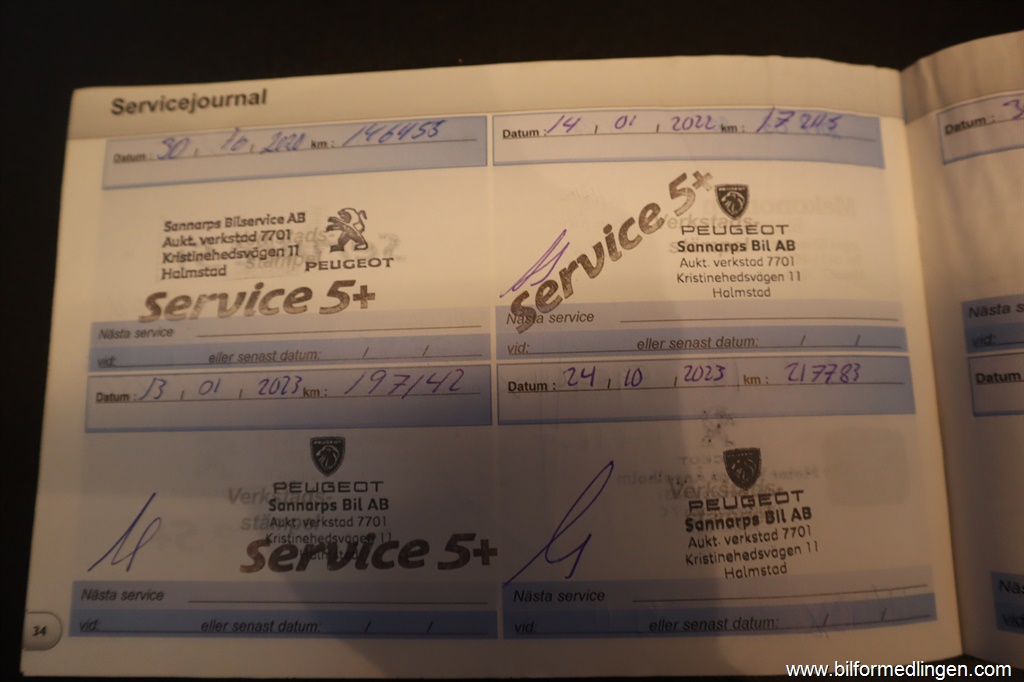 Servicejournal
Datum : 30 , 10 , 2020 km : 146453
Sannarps Bilservice AB
Aukt. verkstad 7701
Kristinehedsvägen 11
Halmstad
PEUGEOT
Service 5+
Nästa service
vid: eller senast datum: / /
Datum : 14 , 01 , 2022 km :
Service 5+
PEUGEOT
Sannarps Bil AB
Aukt. verkstad 7701
Kristinehedsvägen 11
Halmstad
Nästa service
vid: eller senast datum: / /
Datum : 13 , 01 , 2023 km : 197142
PEUGEOT
Sannarps Bil AB
Aukt. verkstad 7701
Kristinehedsvägen 11
Service 5+
Nästa service
vid: eller senast datum: / /
Datum : 24 , 10 , 2023 km : 217783
PEUGEOT
Sannarps Bil AB
Aukt. verkstad 7701
Kristinehedsvägen 11
Halmstad
Nästa service
vid: eller senast datum: / /
34
Datum :
Datum
www.bilformedlingen.com